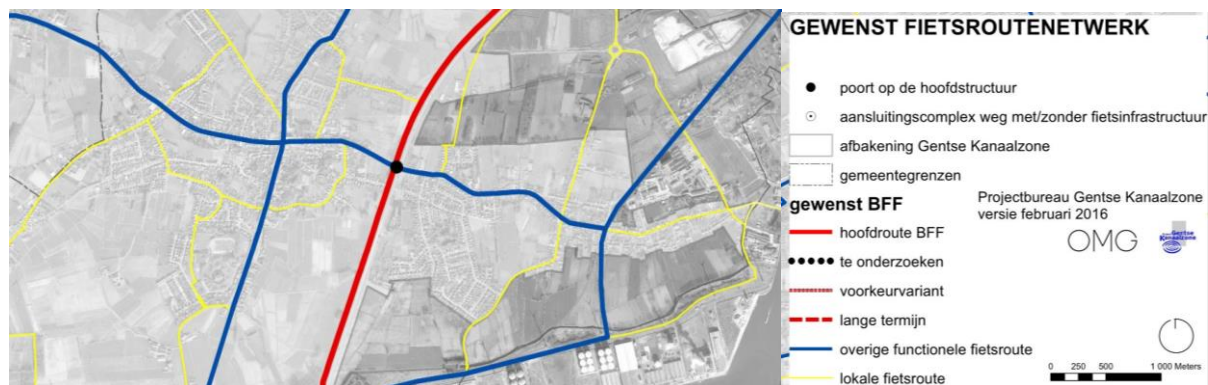 GEWENST FIETSROUTENETWERK
poort op de hoofdstructuur
aansluitingscomplex weg met/zonder fietsinfrastructuur
afbakening Gentse Kanaalzone
gemeentegrenzen
gewenst BFF
Projectbureau Gentse Kanaalzone
versie februari 2016
OMG
Gentse
Kanaalzone
hoofdroute BFF
te onderzoeken
voorkeurvariant
lange termijn
overige functionele fietsroute
lokale fietsroute
0 250 500 1 000 Meters